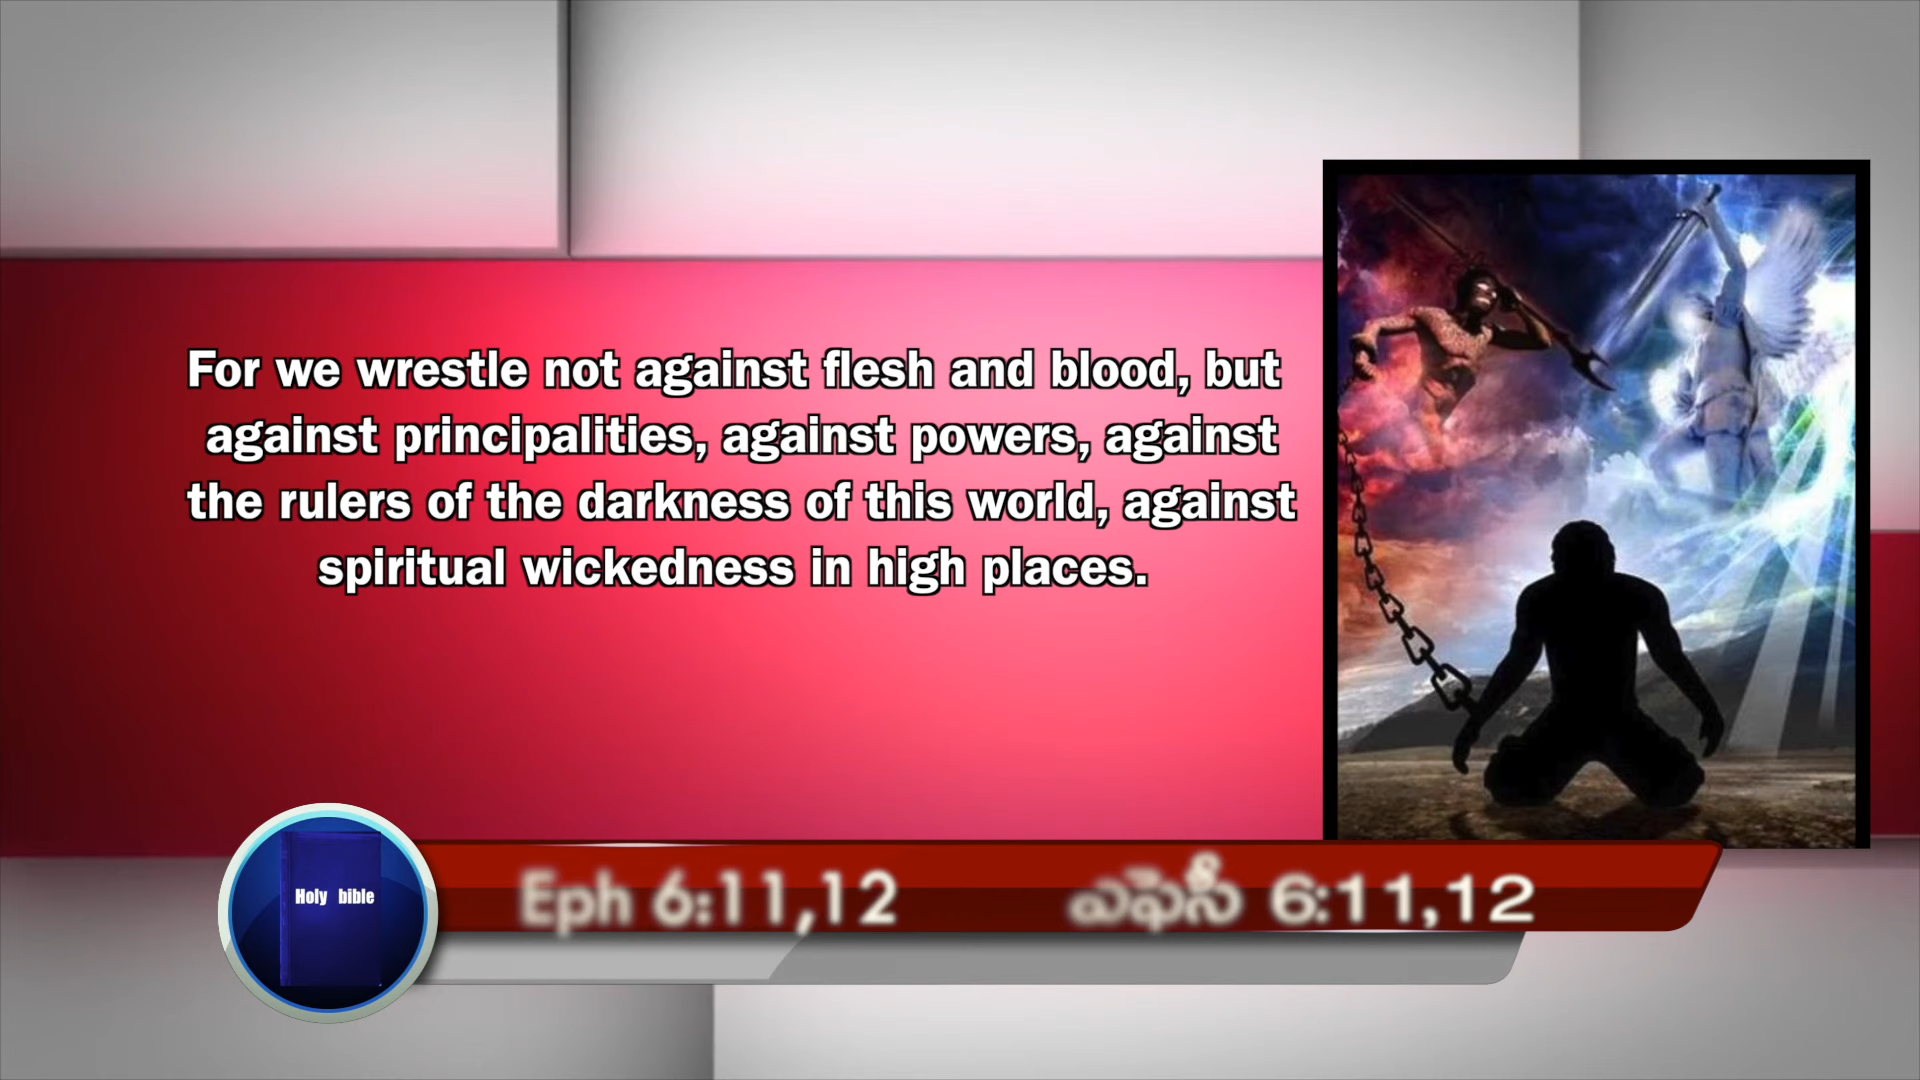 For we wrestle not against flesh and blood, but
against principalities, against powers, against
the rulers of the darkness of this world, against
spiritual wickedness in high places.
Holy bible
Eph 6:11,12 ఎఫెసీ 6:11,12